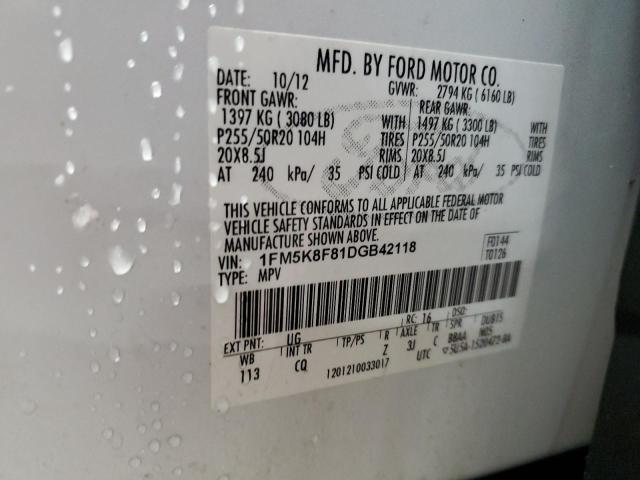 MFD. BY FORD MOTOR CO.
DATE: 10/12 GVWR: 2794 KG (6160 LB)
FRONT GAWR: REAR GAWR:
1397 KG (3080 LB) WITH 1497 KG (3300 LB) WITH
P255/50R20 104H TIRES P255/50R20 104H TIRES
20X8.5J RIMS 20X8.5J RIMS
AT 240 kPa/ 35 PSI COLD AT 240 kPa/ 35 PSI COLD
THIS VEHICLE CONFORMS TO ALL APPLICABLE FEDERAL MOTOR
VEHICLE SAFETY STANDARDS IN EFFECT ON THE DATE OF
MANUFACTURE SHOWN ABOVE.
VIN: 1FM5K8F81DGB42118 F0144
TYPE: MPV T0126
EXT PNT: UG RC: 16 DSO:
WB INT TR TP/PS R AXLE TR SPR DUBT5
113 CQ Z 3J C BBAA N05
1201210033017 UTC